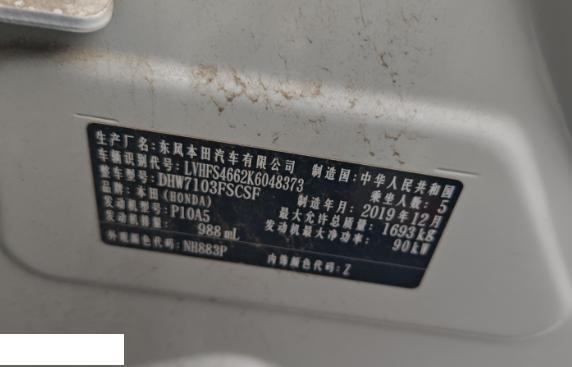 生产厂名:东风本田汽车有限公司 制造国:中华人民共和国
车辆识别代号:LVHFS4662K6048373 乘坐人数:5
整车型号:DHW7103FSCSF 制造年月:2019年12月
品牌:本田(HONDA) 最大允许总质量:1693kg
发动机型号:P10A5 发动机最大净功率:90kW
发动机排量:988mL
外观颜色代码:NH883P 内饰颜色代码:Z